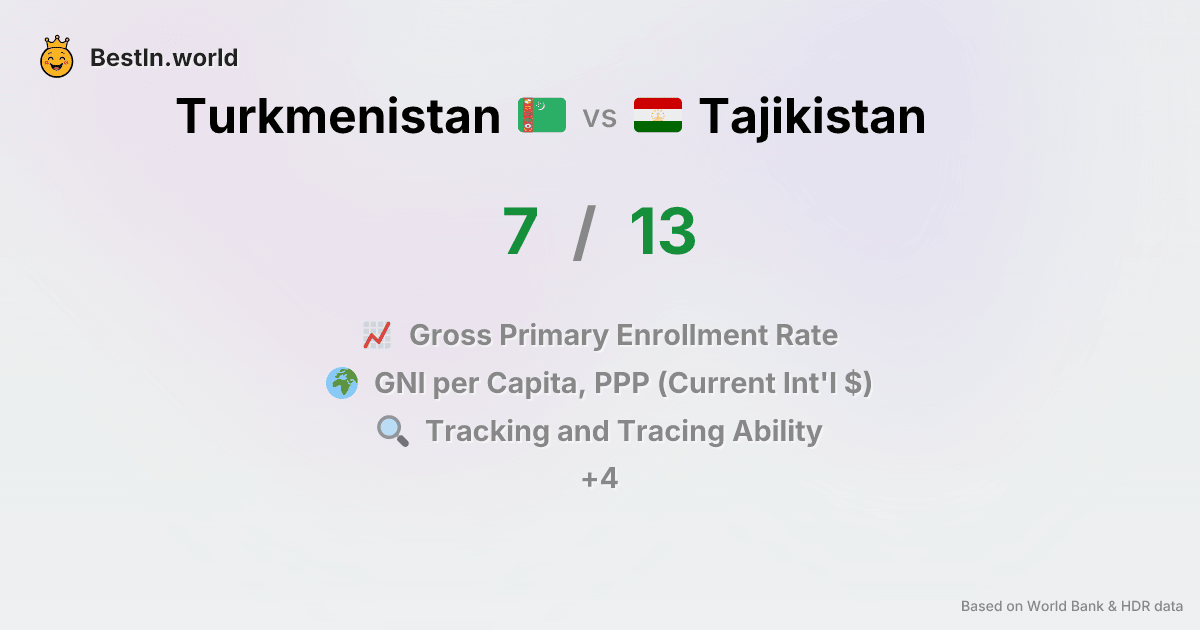 BestIn.world
Turkmenistan vs Tajikistan
7 / 13
Gross Primary Enrollment Rate
GNI per Capita, PPP (Current Int'l $)
Tracking and Tracing Ability
+4
Based on World Bank & HDR data